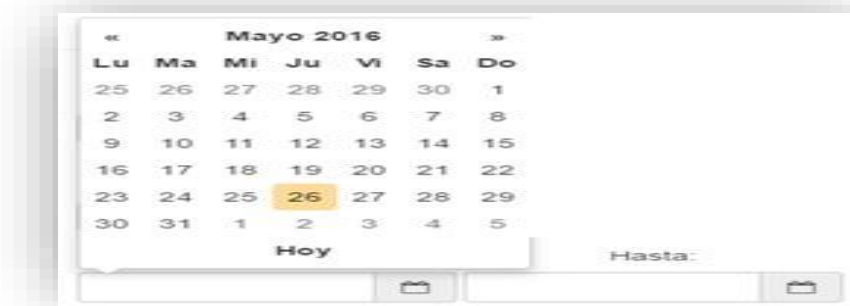 « Mayo 2016 »
Lu Ma Mi Ju Vi Sa Do
25 26 27 28 29 30 1
2 3 4 5 6 7 8
9 10 11 12 13 14 15
16 17 18 19 20 21 22
23 24 25 26 27 28 29
30 31 1 2 3 4 5
Hoy
Hasta: